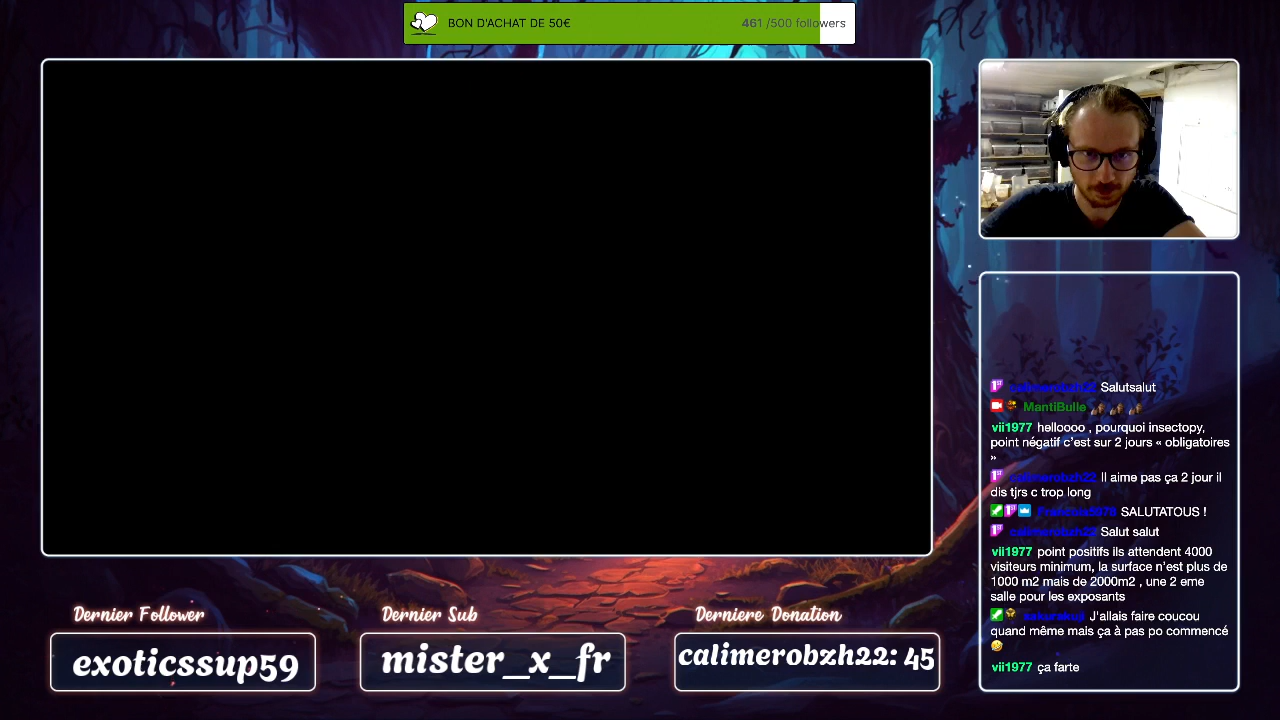 BON D'ACHAT DE 50€ 461 /500 followers
calimerobzh22 Salutsalut
MantiBulle
vii1977 helloooo , pourquoi insectopy,
point négatif c'est sur 2 jours « obligatoires
»
calimerobzh22 Il aime pas ça 2 jour il
dis tjrs c trop long
SALUTATOUS !
calimerobzh22 Salut salut
vii1977 point positifs ils attendent 4000
visiteurs minimum, la surface n'est plus de
1000 m2 mais de 2000m2 , une 2 eme
salle pour les exposants
J'allais faire coucou
quand même mais ça à pas po commencé
vii1977 ça farte
Dernier Follower
exoticssup59
Dernier Sub
mister_x_fr
Derniere Donation
calimerobzh22: 45